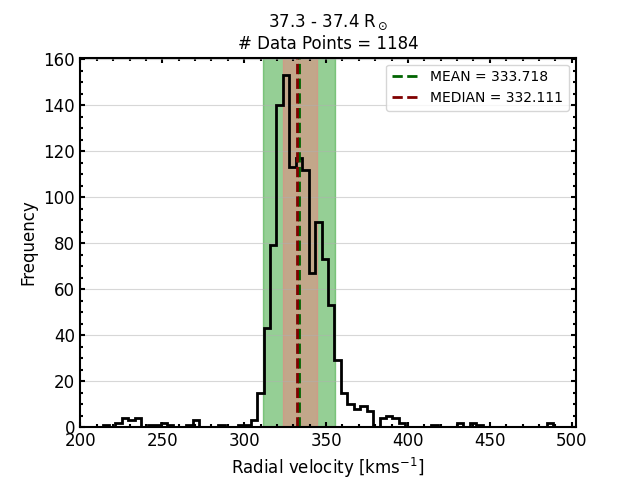 37.3 - 37.4 R⊙
# Data Points = 1184
MEAN = 333.718
MEDIAN = 332.111
Frequency
160
140
120
100
80
60
40
20
0
200 250 300 350 400 450 500
Radial velocity [kms⁻¹]